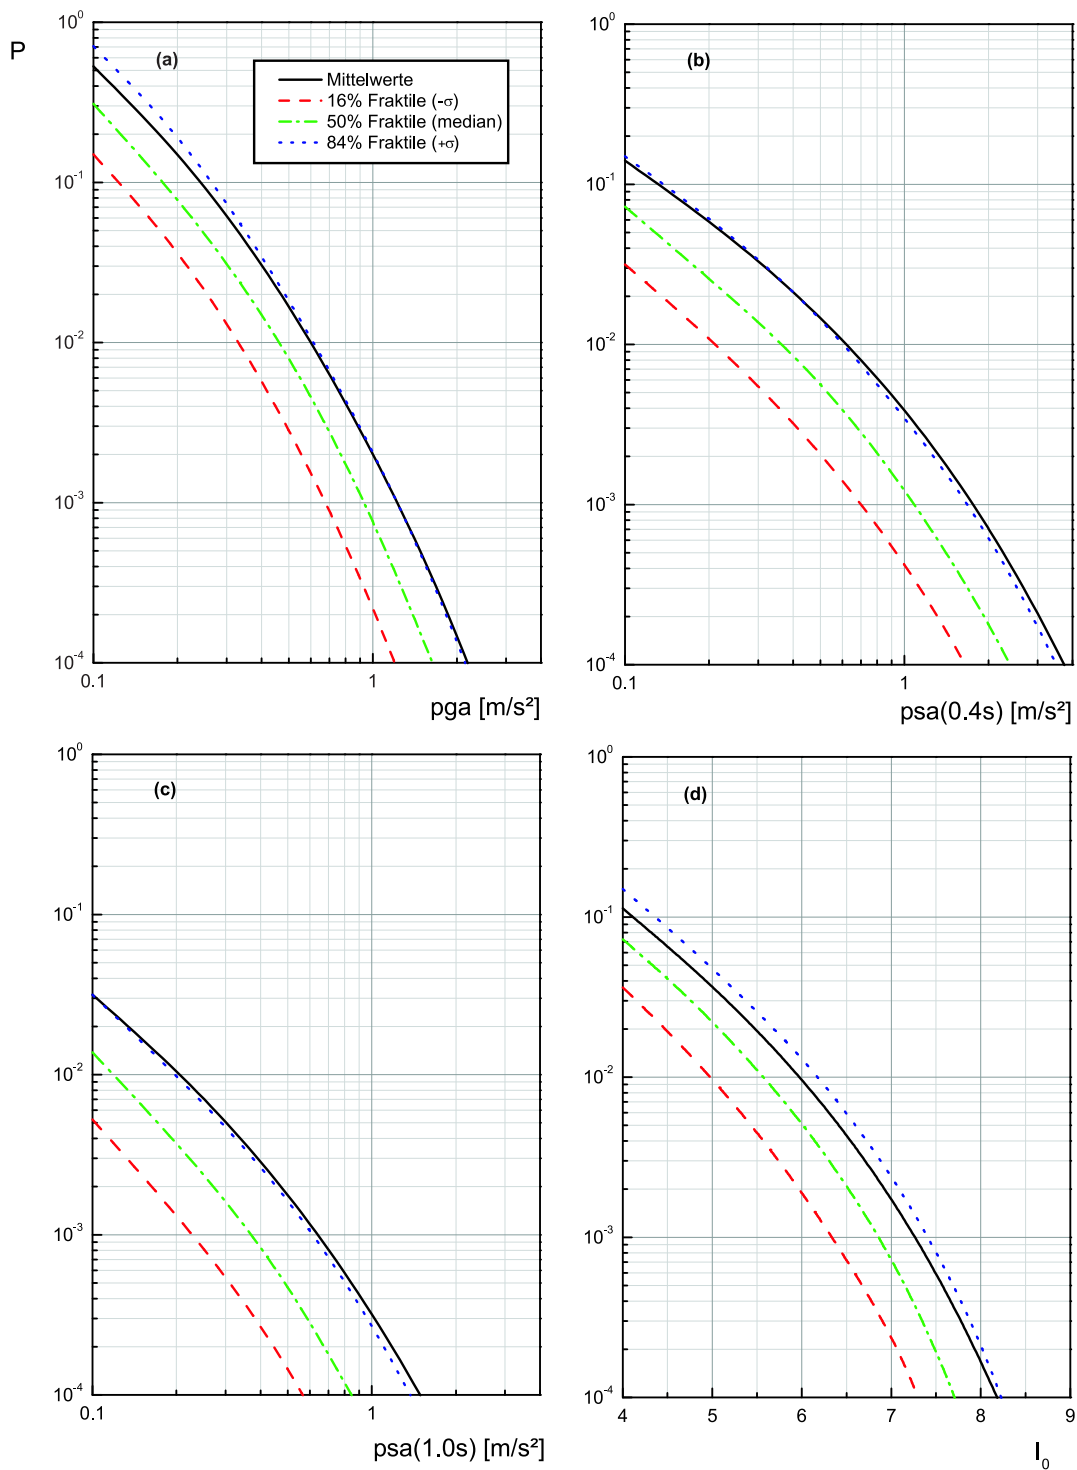 P
(a)
Mittelwerte
16% Fraktile (-σ)
50% Fraktile (median)
84% Fraktile (+σ)
10⁰
10⁻¹
10⁻²
10⁻³
10⁻⁴
0.1
1
pga [m/s²]
(b)
10⁰
10⁻¹
10⁻²
10⁻³
10⁻⁴
0.1
1
psa(0.4s) [m/s²]
(c)
10⁰
10⁻¹
10⁻²
10⁻³
10⁻⁴
0.1
1
psa(1.0s) [m/s²]
(d)
10⁰
10⁻¹
10⁻²
10⁻³
10⁻⁴
4 5 6 7 8 9
I₀